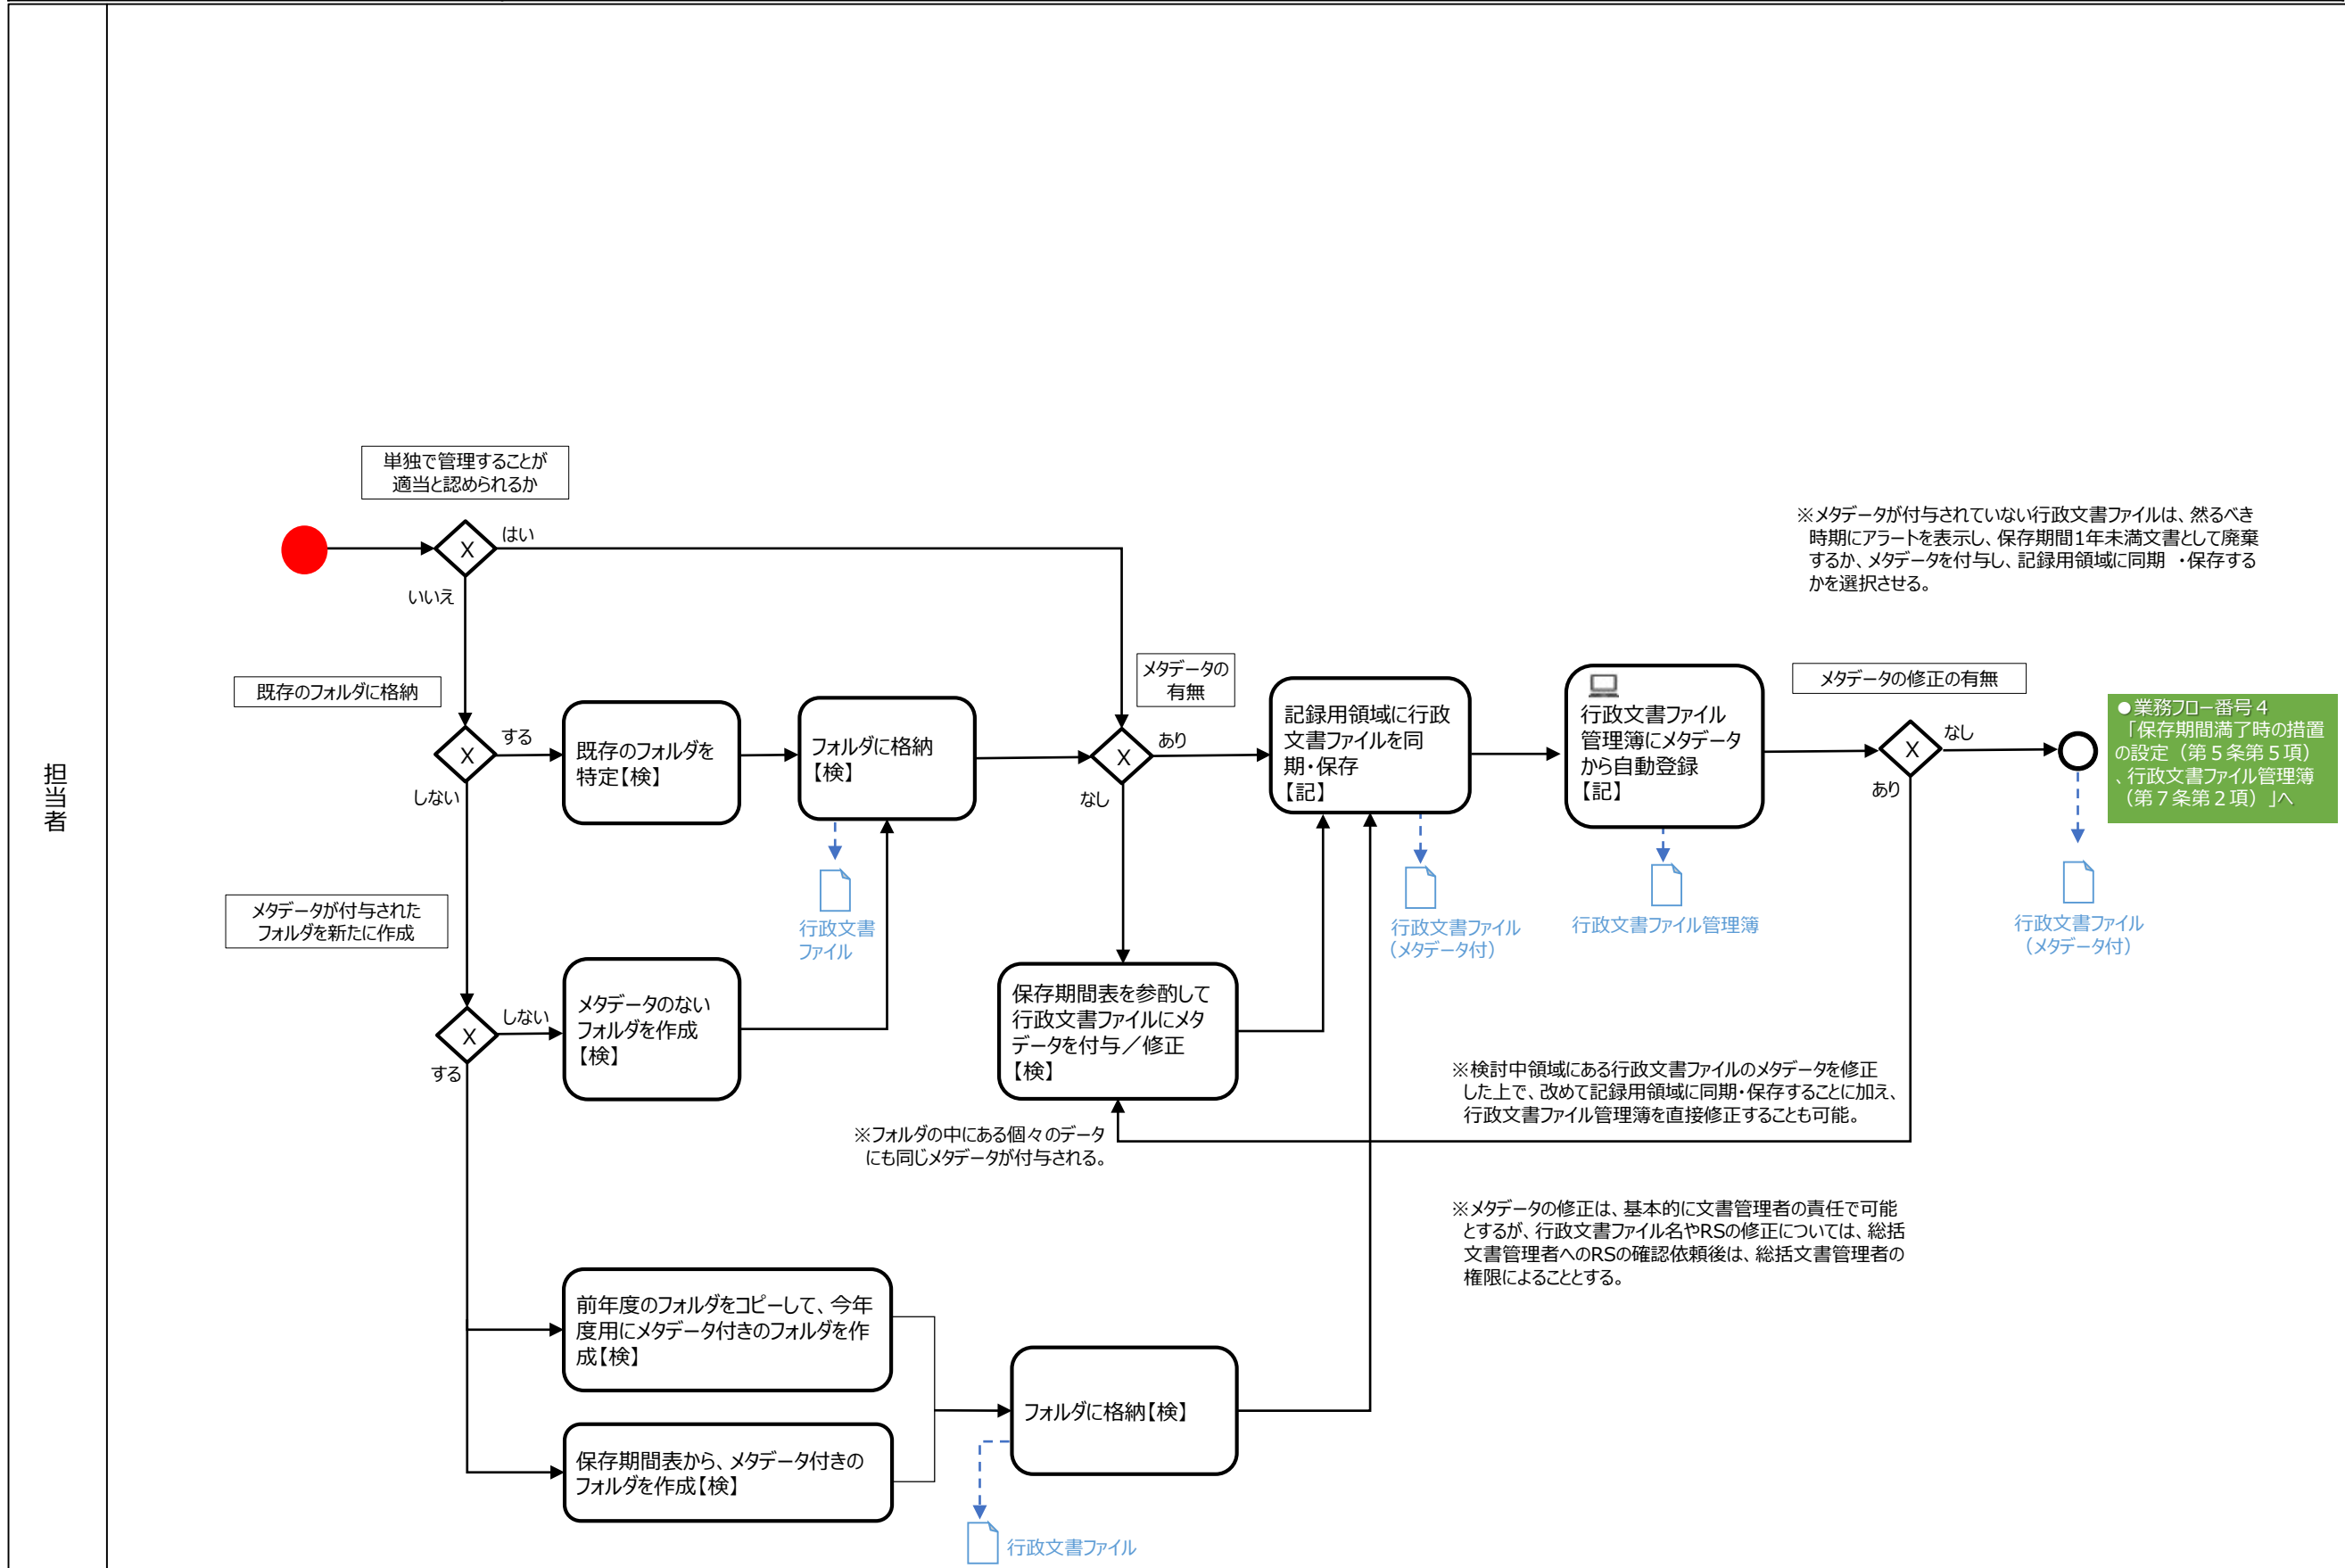 担当者
単独で管理することが
適当と認められるか
X
はい
いいえ
※メタデータが付与されていない行政文書ファイルは、然るべき
時期にアラートを表示し、保存期間1年未満文書として廃棄
するか、メタデータを付与し、記録用領域に同期 ・保存する
かを選択させる。
既存のフォルダに格納
X
する
しない
既存のフォルダを
特定【検】
フォルダに格納
【検】
行政文書
ファイル
メタデータの
有無
X
あり
なし
記録用領域に行政
文書ファイルを同
期・保存
【記】
行政文書ファイル
（メタデータ付）
行政文書ファイル
管理簿にメタデータ
から自動登録
【記】
行政文書ファイル管理簿
メタデータの修正の有無
X
なし
あり
●業務フロー番号４
「保存期間満了時の措置
の設定（第５条第５項）
、行政文書ファイル管理簿
（第７条第２項）」へ
行政文書ファイル
（メタデータ付）
メタデータが付与された
フォルダを新たに作成
X
しない
する
メタデータのない
フォルダを作成
【検】
保存期間表を参酌して
行政文書ファイルにメタ
データを付与／修正
【検】
※フォルダの中にある個々のデータ
にも同じメタデータが付与される。
※検討中領域にある行政文書ファイルのメタデータを修正
した上で、改めて記録用領域に同期・保存することに加え、
行政文書ファイル管理簿を直接修正することも可能。
※メタデータの修正は、基本的に文書管理者の責任で可能
とするが、行政文書ファイル名やRSの修正については、総括
文書管理者へのRSの確認依頼後は、総括文書管理者の
権限によることとする。
前年度のフォルダをコピーして、今年
度用にメタデータ付きのフォルダを作
成【検】
保存期間表から、メタデータ付きの
フォルダを作成【検】
フォルダに格納【検】
行政文書ファイル